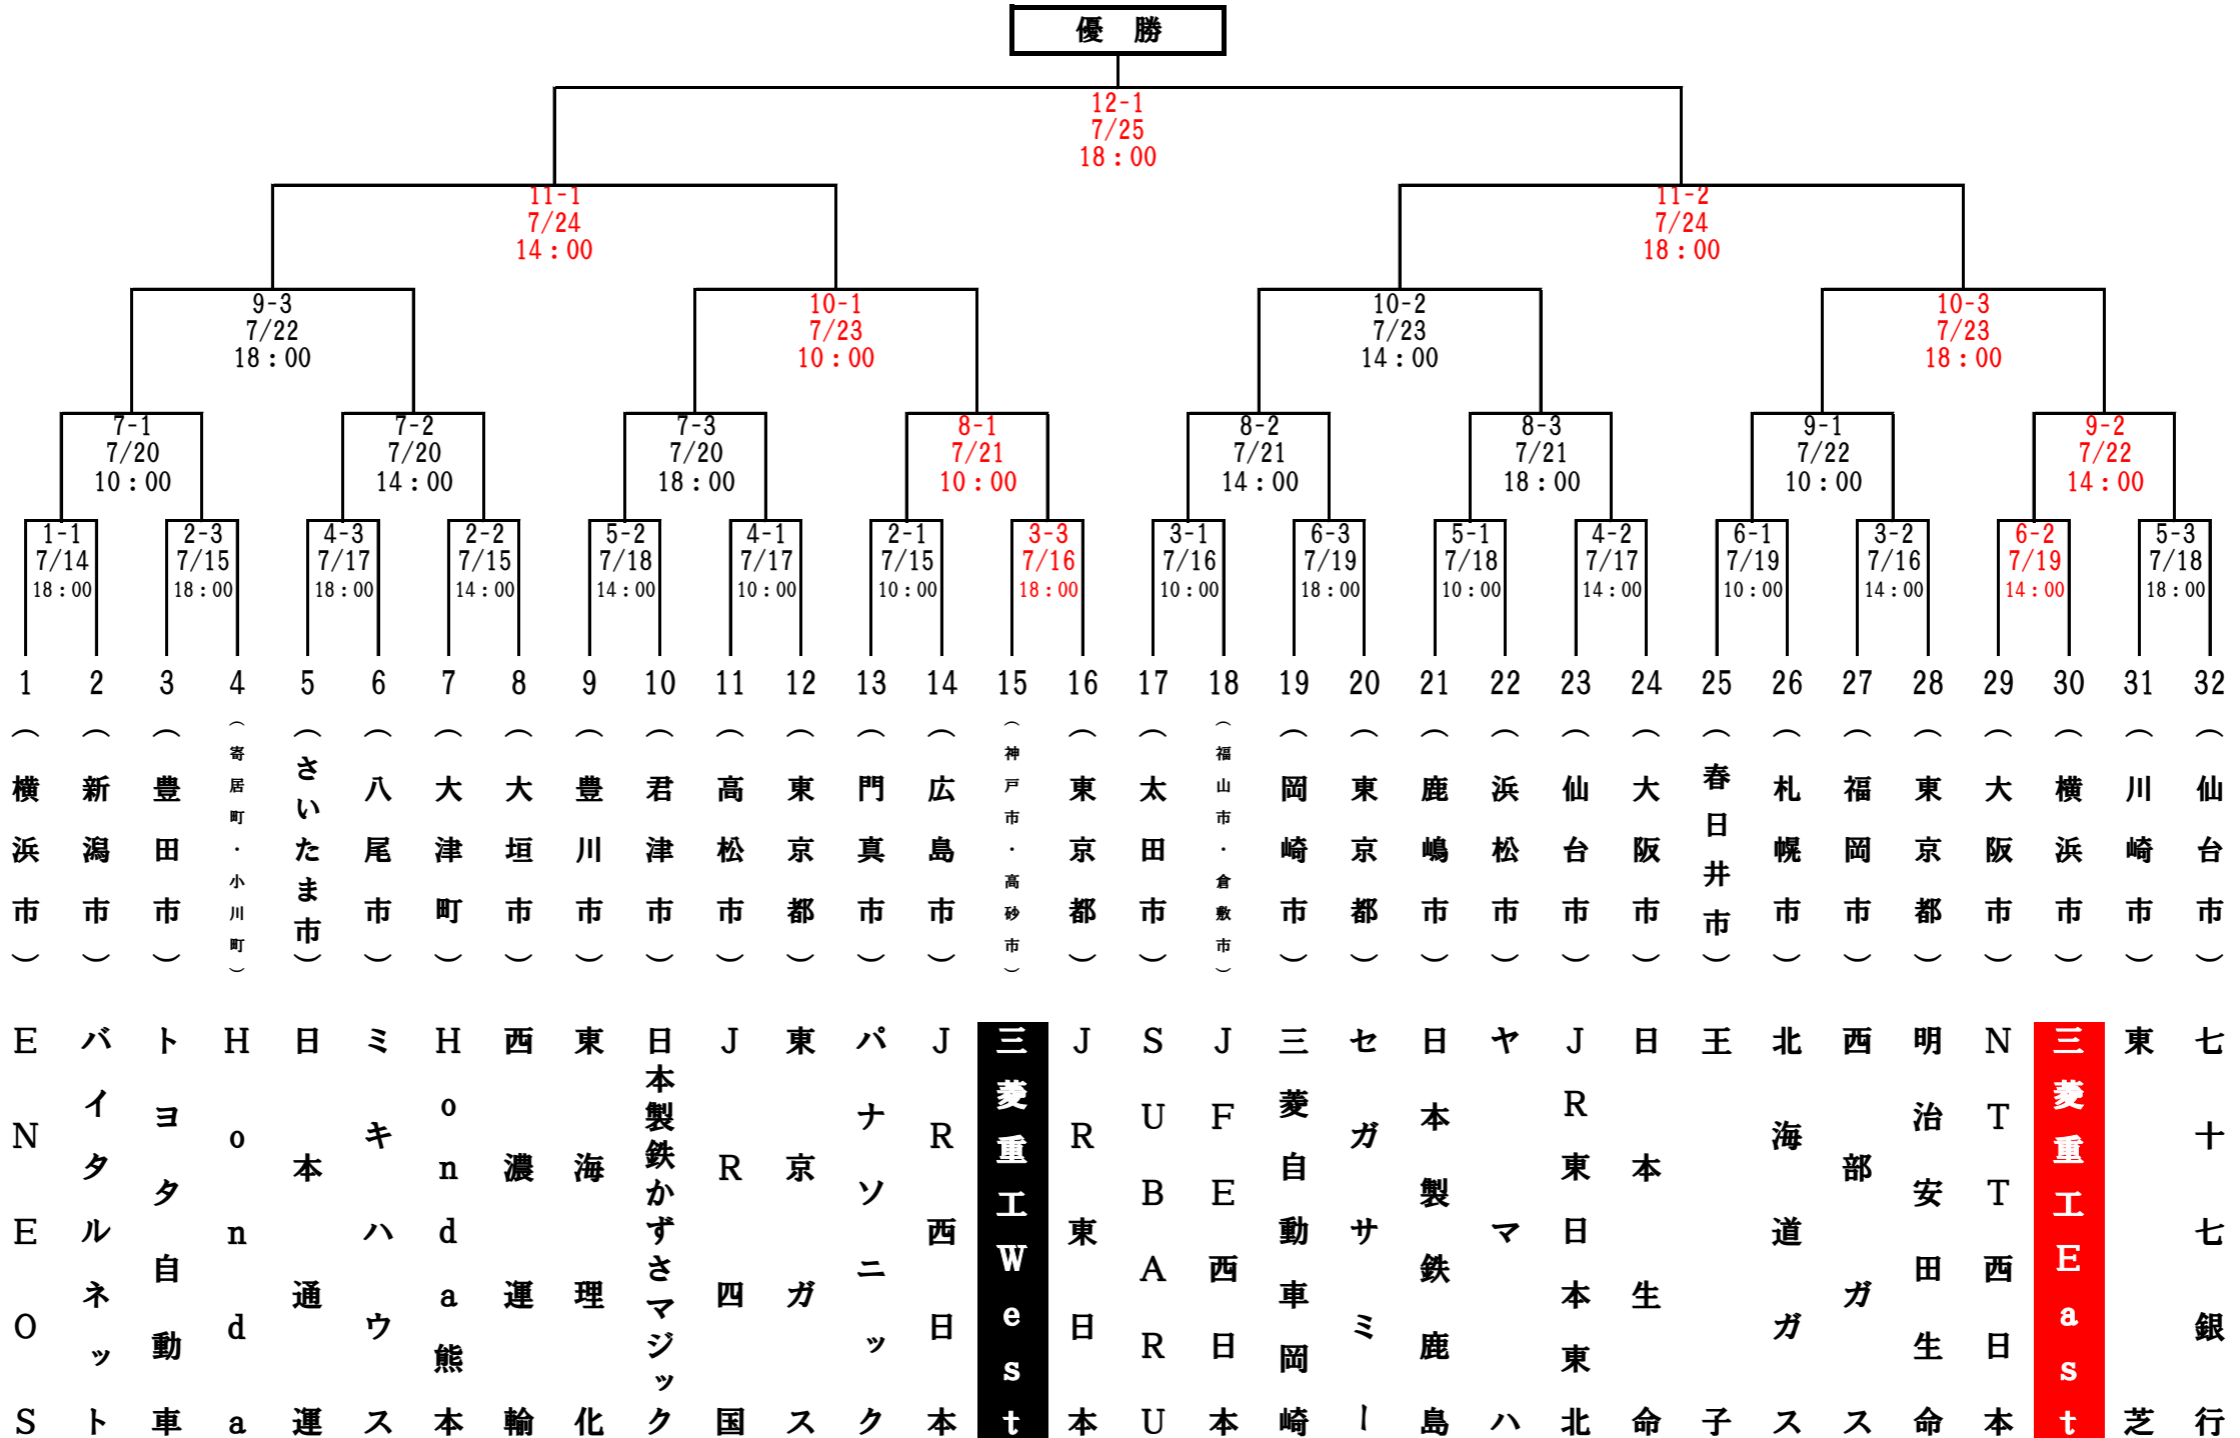 優 勝
12-1
7/25
18：00
11-1
7/24
14：00
11-2
7/24
18：00
9-3
7/22
18：00
10-1
7/23
10：00
10-2
7/23
14：00
10-3
7/23
18：00
7-1
7/20
10：00
7-2
7/20
14：00
7-3
7/20
18：00
8-1
7/21
10：00
8-2
7/21
14：00
8-3
7/21
18：00
9-1
7/22
10：00
9-2
7/22
14：00
1-1
7/14
18：00
2-3
7/15
18：00
4-3
7/17
18：00
2-2
7/15
14：00
5-2
7/18
14：00
4-1
7/17
10：00
2-1
7/15
10：00
3-3
7/16
18：00
3-1
7/16
10：00
6-3
7/19
18：00
5-1
7/18
10：00
4-2
7/17
14：00
6-1
7/19
10：00
3-2
7/16
14：00
6-2
7/19
14：00
5-3
7/18
18：00
1 （横浜市） ENEOS
2 （新潟市） バイタルネット
3 （豊田市） トヨタ自動車
4 （寄居町・小川町） Honda
5 （さいたま市） 日本通運
6 （八尾市） ミキハウス
7 （大津町） Honda熊本
8 （大垣市） 西濃運輸
9 （豊川市） 東海理化
10 （君津市） 日本製鉄かずさマジック
11 （高松市） JR四国
12 （東京都） 東京ガス
13 （門真市） パナソニック
14 （広島市） JR西日本
15 （神戸市・高砂市） 三菱重工West
16 （東京都） JR東日本
17 （太田市） SUBARU
18 （福山市・倉敷市） JFE西日本
19 （岡崎市） 三菱自動車岡崎
20 （東京都） セガサミー
21 （鹿嶋市） 日本製鉄鹿島
22 （浜松市） ヤマハ
23 （仙台市） JR東日本東北
24 （大阪市） 日本生命
25 （春日井市） 王子
26 （札幌市） 北海道ガス
27 （福岡市） 西部ガス
28 （東京都） 明治安田生命
29 （大阪市） NTT西日本
30 （横浜市） 三菱重工East
31 （川崎市） 東芝
32 （仙台市） 七十七銀行